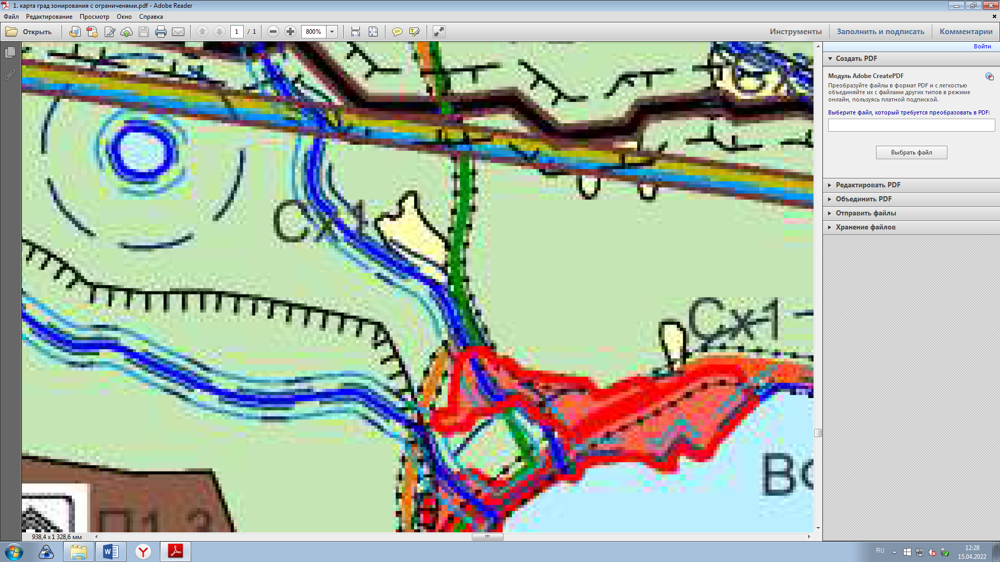 1. карта град зонирования с ограничениями.pdf - Adobe Reader
Файл Редактирование Просмотр Окно Справка
Открыть 1 / 1 800% Инструменты Заполнить и подписать Комментарии
Войти
Создать PDF
Модуль Adobe CreatePDF
Преобразуйте файлы в формат PDF и с легкостью
объединяйте их с файлами других типов в режиме
онлайн, пользуясь платной подпиской.
Выберите файл, который требуется преобразовать в PDF:
Выбрать файл
Редактировать PDF
Объединить PDF
Отправить файлы
Хранение файлов
Сх1
Сх1
ВО
П1.2
938,4 x 1 328,6 мм
RU
12:28
15.04.2022